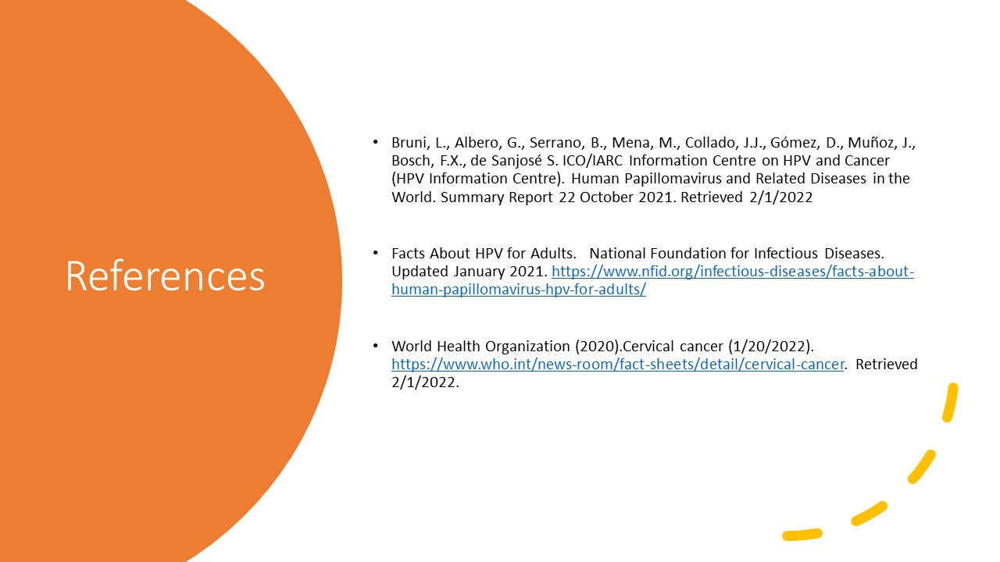 References
• Bruni, L., Albero, G., Serrano, B., Mena, M., Collado, J.J., Gómez, D., Muñoz, J.,
Bosch, F.X., de Sanjosé S. ICO/IARC Information Centre on HPV and Cancer
(HPV Information Centre). Human Papillomavirus and Related Diseases in the
World. Summary Report 22 October 2021. Retrieved 2/1/2022
• Facts About HPV for Adults.   National Foundation for Infectious Diseases.
Updated January 2021. https://www.nfid.org/infectious-diseases/facts-about-
human-papillomavirus-hpv-for-adults/
• World Health Organization (2020).Cervical cancer (1/20/2022).
https://www.who.int/news-room/fact-sheets/detail/cervical-cancer.  Retrieved
2/1/2022.